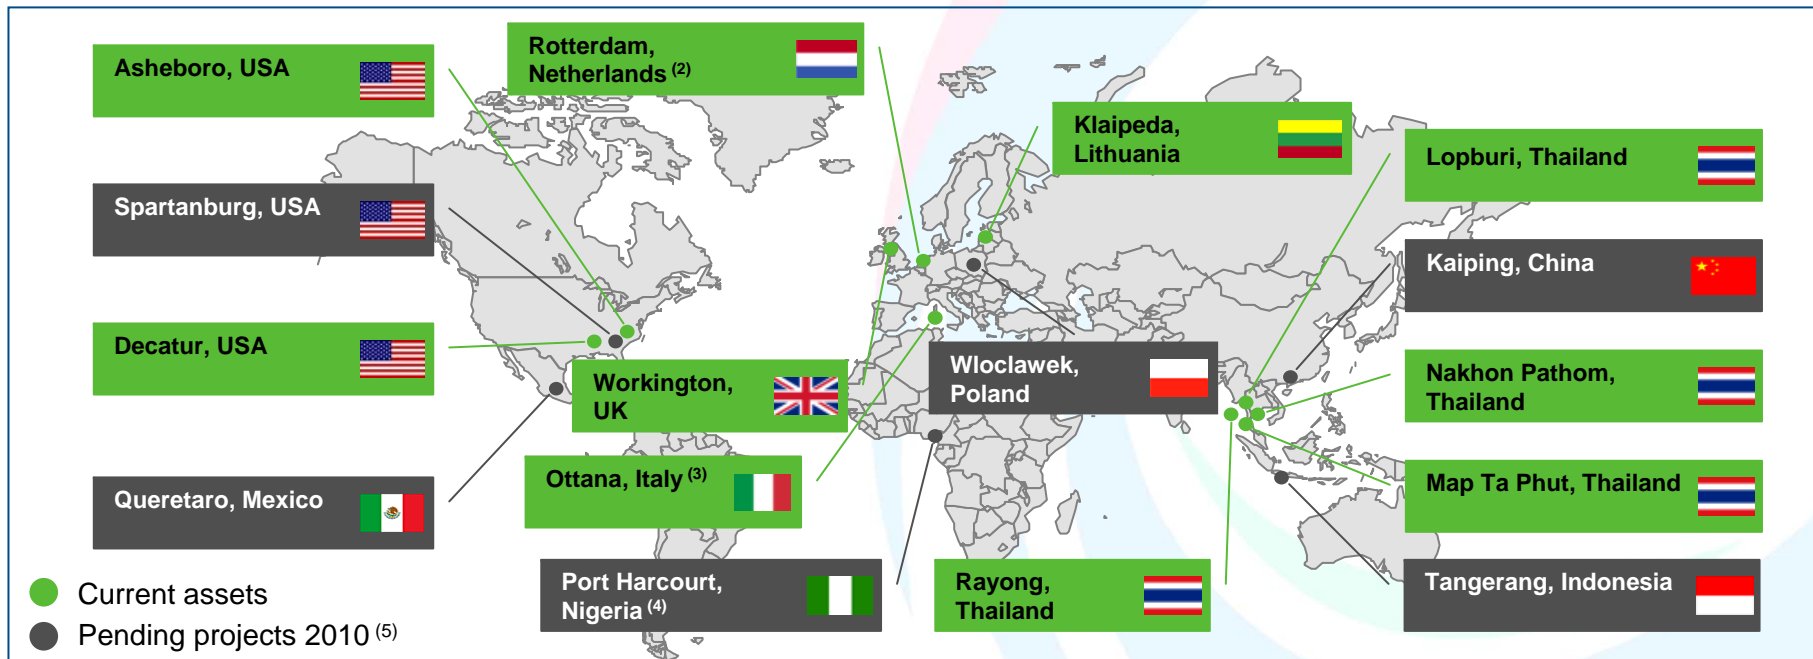 Asheboro, USA
Rotterdam,
Netherlands (2)
Klaipeda,
Lithuania
Lopburi, Thailand
Spartanburg, USA
Kaiping, China
Decatur, USA
Workington,
UK
Wloclawek,
Poland
Nakhon Pathom,
Thailand
Queretaro, Mexico
Ottana, Italy (3)
Map Ta Phut, Thailand
Port Harcourt,
Nigeria (4)
Rayong,
Thailand
Tangerang, Indonesia
Current assets
Pending projects 2010 (5)